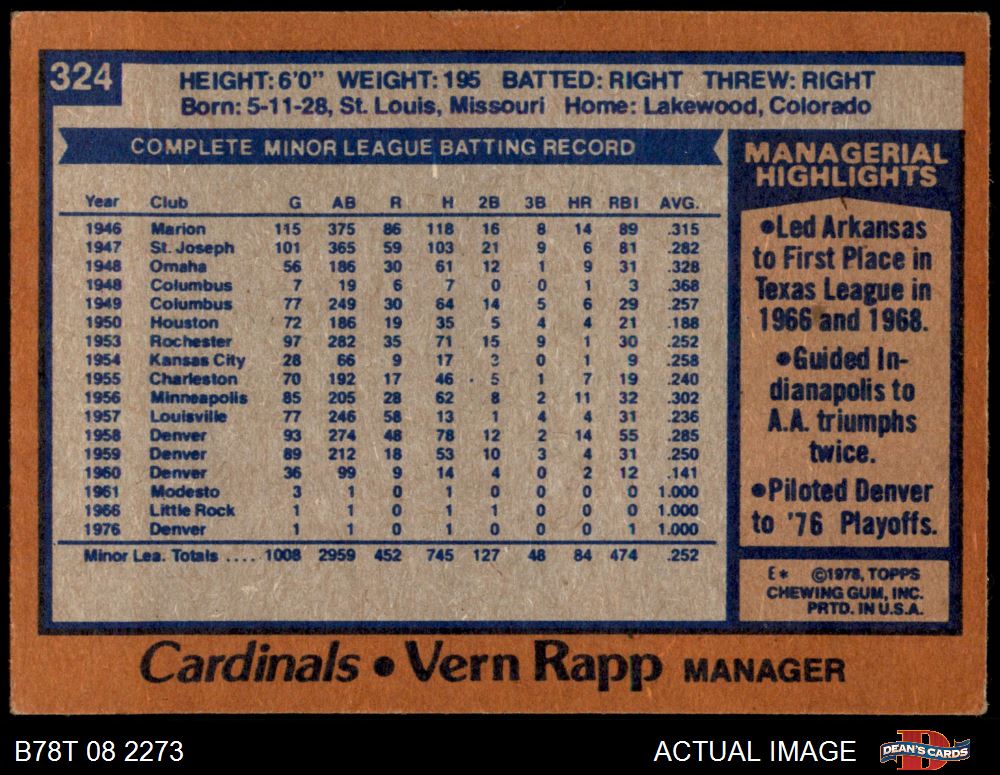 324
HEIGHT: 6'0" WEIGHT: 195 BATTED: RIGHT THREW: RIGHT
Born: 5-11-28, St. Louis, Missouri Home: Lakewood, Colorado
COMPLETE MINOR LEAGUE BATTING RECORD
Year Club G AB R H 2B 3B HR RBI AVG.
1946 Marion 115 375 86 118 16 8 14 89 .315
1947 St. Joseph 101 365 59 103 21 9 6 81 .282
1948 Omaha 56 186 30 61 12 1 9 31 .328
1948 Columbus 7 19 6 7 0 0 1 3 .368
1949 Columbus 77 249 30 64 14 5 6 29 .257
1950 Houston 72 186 19 35 5 4 4 21 .188
1953 Rochester 97 282 35 71 15 9 1 30 .252
1954 Kansas City 28 66 9 17 3 0 1 9 .258
1955 Charleston 70 192 17 46 5 1 7 19 .240
1956 Minneapolis 85 205 28 62 8 2 11 32 .302
1957 Louisville 77 246 58 13 1 4 4 31 .236
1958 Denver 93 274 48 78 12 2 14 55 .285
1959 Denver 89 212 18 53 10 3 4 31 .250
1960 Denver 36 99 9 14 4 0 2 12 .141
1961 Modesto 3 1 0 1 0 0 0 0 1.000
1966 Little Rock 1 1 0 1 1 0 0 0 1.000
1976 Denver 1 1 0 1 0 0 0 1 1.000
Minor Lea. Totals .... 1008 2959 452 745 127 48 84 474 .252
MANAGERIAL
HIGHLIGHTS
•Led Arkansas
to First Place in
Texas League in
1966 and 1968.
•Guided In-
dianapolis to
A.A. triumphs
twice.
•Piloted Denver
to '76 Playoffs.
E* ©1978, TOPPS
CHEWING GUM, INC.
PRTD. IN U.S.A.
Cardinals • Vern Rapp MANAGER
B78T 08 2273
ACTUAL IMAGE
D
DEAN'S CARDS